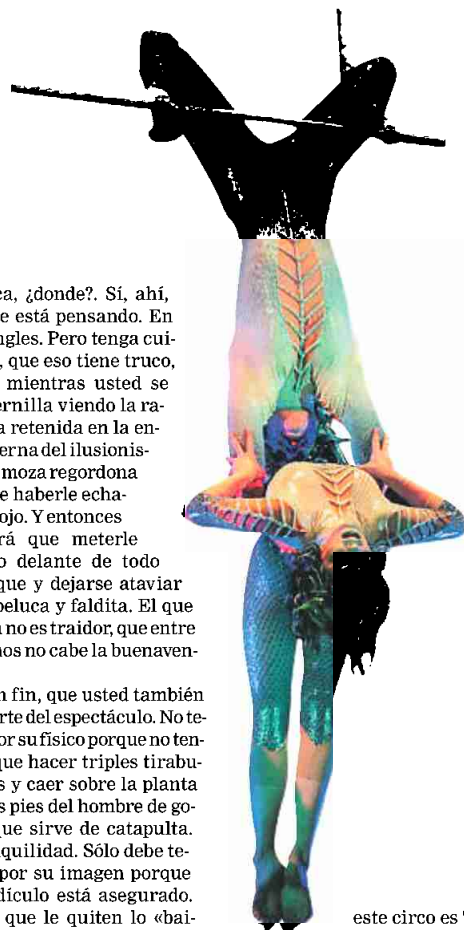 ca, ¿donde?. Sí, ahí,
e está pensando. En
ngles. Pero tenga cui-
, que eso tiene truco,
mientras usted se
ernilla viendo la ra-
a retenida en la en-
erna del ilusionis-
moza regordona
e haberle echa-
ojo. Y entonces
rá que meterle
o delante de todo
que y dejarse ataviar
peluca y faldita. El que
a no es traidor, que entre
nos no cabe la buenaven-
n fin, que usted también
rte del espectáculo. No te-
or su físico porque no ten-
que hacer triples tirabu-
s y caer sobre la planta
s pies del hombre de go-
que sirve de catapulta.
quilidad. Sólo debe te-
por su imagen porque
dículo está asegurado.
que le quiten lo «bai-
este circo es